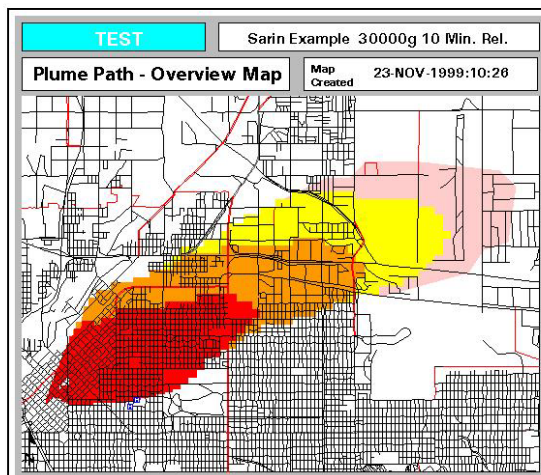 TEST
Sarin Example 30000g 10 Min. Rel.
Plume Path - Overview Map
Map Created 23-NOV-1999:10:26
H
H